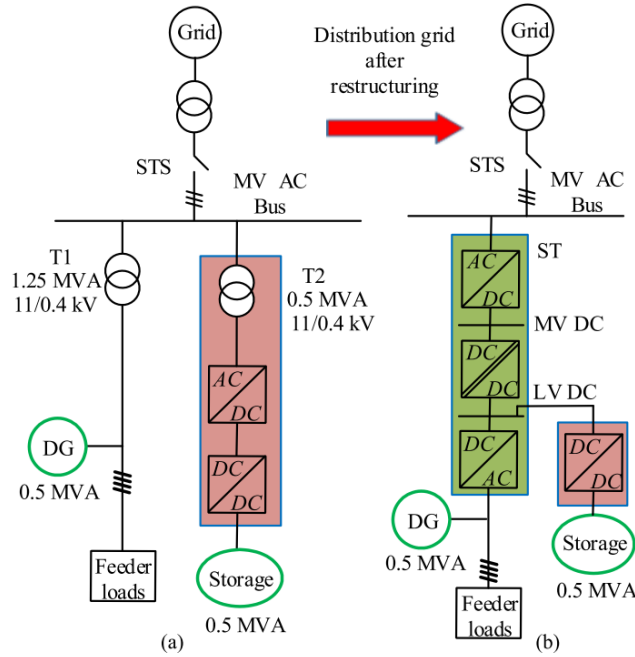 Grid
Distribution grid
after
restructuring
Grid
STS
MV AC
Bus
STS
MV AC
Bus
T1
1.25 MVA
11/0.4 kV
T2
0.5 MVA
11/0.4 kV
AC
DC
DC
DC
DG
0.5 MVA
Feeder
loads
Storage
0.5 MVA
(a)
ST
AC
DC
MV DC
DC
DC
LV DC
DC
AC
DC
DC
DG
0.5 MVA
Feeder
loads
Storage
0.5 MVA
(b)